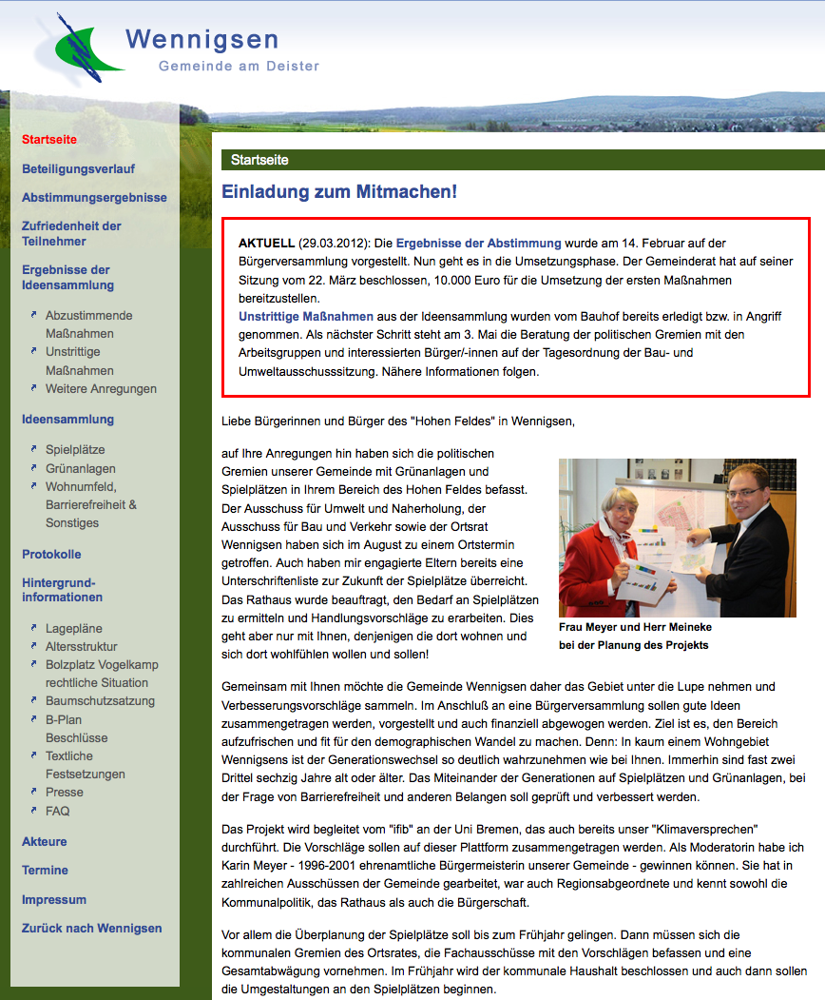 Wennigsen
Gemeinde am Deister
Startseite
Beteiligungsverlauf
Abstimmungsergebnisse
Zufriedenheit der
Teilnehmer
Ergebnisse der
Ideensammlung
Abzustimmende
Maßnahmen
Unstrittige
Maßnahmen
Weitere Anregungen
Ideensammlung
Spielplätze
Grünanlagen
Wohnumfeld,
Barrierefreiheit &
Sonstiges
Protokolle
Hintergrund-
informationen
Lagepläne
Altersstruktur
Bolzplatz Vogelkamp
rechtliche Situation
Baumschutzsatzung
B-Plan
Beschlüsse
Textliche
Festsetzungen
Presse
FAQ
Akteure
Termine
Impressum
Zurück nach Wennigsen
Startseite
Einladung zum Mitmachen!
AKTUELL (29.03.2012): Die Ergebnisse der Abstimmung wurde am 14. Februar auf der
Bürgerversammlung vorgestellt. Nun geht es in die Umsetzungsphase. Der Gemeinderat hat auf seiner
Sitzung vom 22. März beschlossen, 10.000 Euro für die Umsetzung der ersten Maßnahmen
bereitzustellen.
Unstrittige Maßnahmen aus der Ideensammlung wurden vom Bauhof bereits erledigt bzw. in Angriff
genommen. Als nächster Schritt steht am 3. Mai die Beratung der politischen Gremien mit den
Arbeitsgruppen und interessierten Bürger/-innen auf der Tagesordnung der Bau- und
Umweltausschusssitzung. Nähere Informationen folgen.
Liebe Bürgerinnen und Bürger des "Hohen Feldes" in Wennigsen,
auf Ihre Anregungen hin haben sich die politischen
Gremien unserer Gemeinde mit Grünanlagen und
Spielplätzen in Ihrem Bereich des Hohen Feldes befasst.
Der Ausschuss für Umwelt und Naherholung, der
Ausschuss für Bau und Verkehr sowie der Ortsrat
Wennigsen haben sich im August zu einem Ortstermin
getroffen. Auch haben mir engagierte Eltern bereits eine
Unterschriftenliste zur Zukunft der Spielplätze überreicht.
Das Rathaus wurde beauftragt, den Bedarf an Spielplätzen
zu ermitteln und Handlungsvorschläge zu erarbeiten. Dies
geht aber nur mit Ihnen, denjenigen die dort wohnen und
sich dort wohlfühlen wollen und sollen!
Frau Meyer und Herr Meineke
bei der Planung des Projekts
Gemeinsam mit Ihnen möchte die Gemeinde Wennigsen daher das Gebiet unter die Lupe nehmen und
Verbesserungsvorschläge sammeln. Im Anschluß an eine Bürgerversammlung sollen gute Ideen
zusammengetragen werden, vorgestellt und auch finanziell abgewogen werden. Ziel ist es, den Bereich
aufzufrischen und fit für den demographischen Wandel zu machen. Denn: In kaum einem Wohngebiet
Wennigsens ist der Generationswechsel so deutlich wahrzunehmen wie bei Ihnen. Immerhin sind fast zwei
Drittel sechzig Jahre alt oder älter. Das Miteinander der Generationen auf Spielplätzen und Grünanlagen, bei
der Frage von Barrierefreiheit und anderen Belangen soll geprüft und verbessert werden.
Das Projekt wird begleitet vom "ifib" an der Uni Bremen, das auch bereits unser "Klimaversprechen"
durchführt. Die Vorschläge sollen auf dieser Plattform zusammengetragen werden. Als Moderatorin habe ich
Karin Meyer - 1996-2001 ehrenamtliche Bürgermeisterin unserer Gemeinde - gewinnen können. Sie hat in
zahlreichen Ausschüssen der Gemeinde gearbeitet, war auch Regionsabgeordnete und kennt sowohl die
Kommunalpolitik, das Rathaus als auch die Bürgerschaft.
Vor allem die Überplanung der Spielplätze soll bis zum Frühjahr gelingen. Dann müssen sich die
kommunalen Gremien des Ortsrates, die Fachausschüsse mit den Vorschlägen befassen und eine
Gesamtabwägung vornehmen. Im Frühjahr wird der kommunale Haushalt beschlossen und auch dann sollen
die Umgestaltungen an den Spielplätzen beginnen.